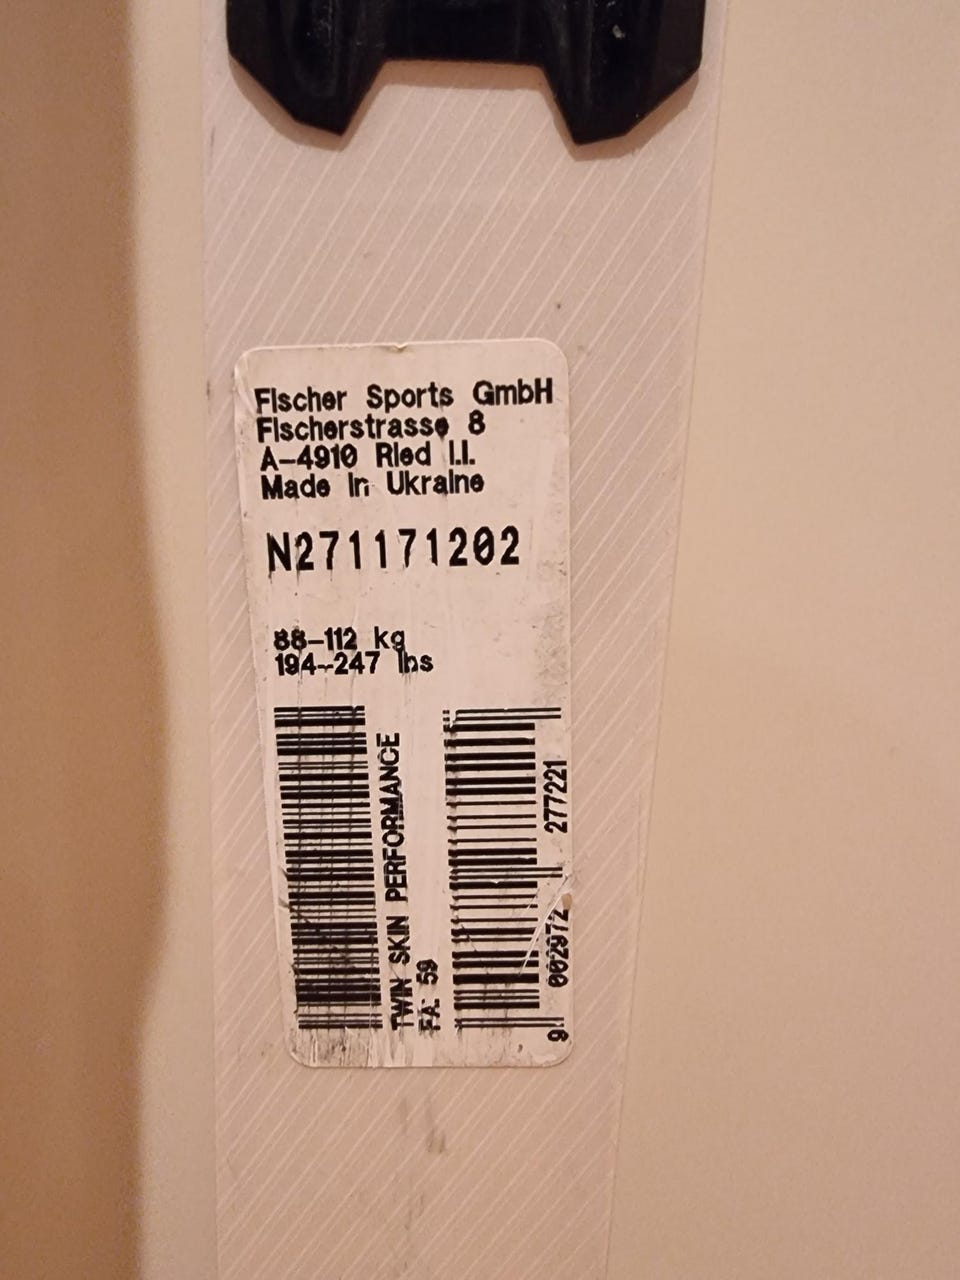 Fischer Sports GmbH
Fischerstrasse 8
A-4910 Ried I.I.
Made In Ukraine
N271171202
88-112 kg
194-247 lbs
TWIN SKIN PERFORMANCE
FA: 59
9 002972 277221